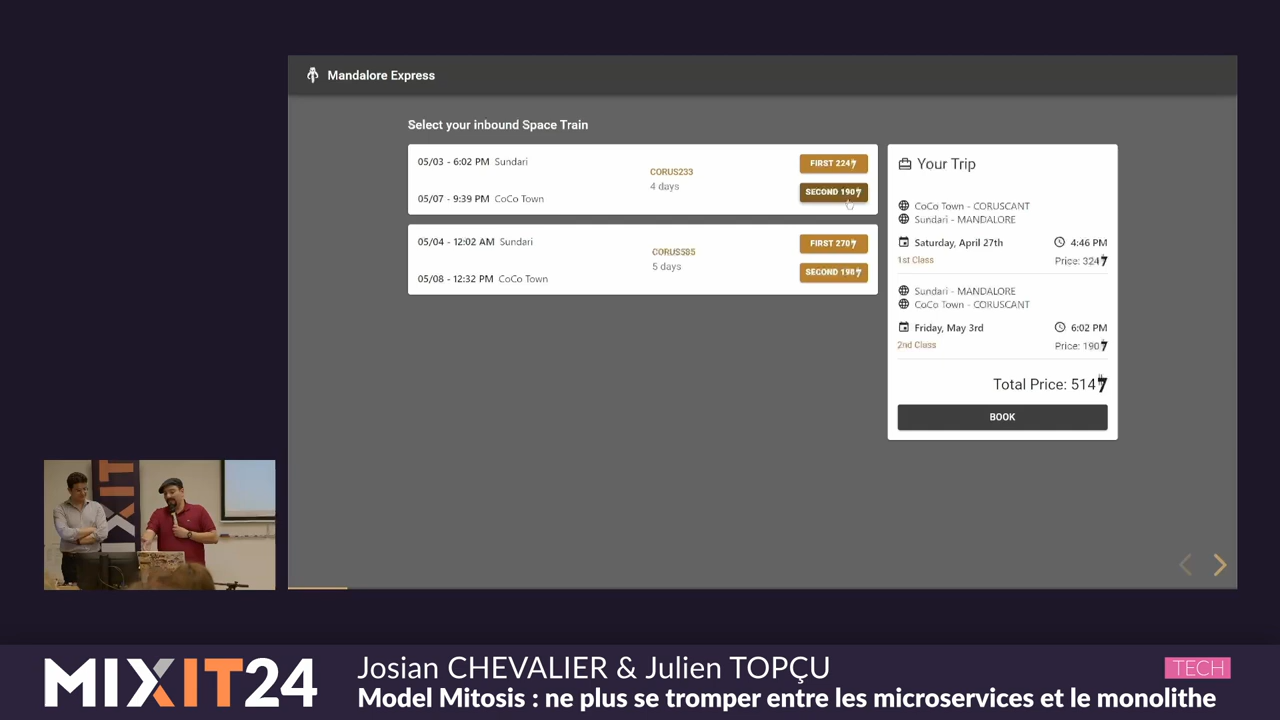 Mandalore Express
Select your inbound Space Train
05/03 - 6:02 PM Sundari
CORUS233
4 days
FIRST 224
05/07 - 9:39 PM CoCo Town
SECOND 190
05/04 - 12:02 AM Sundari
CORUS585
5 days
FIRST 270
05/08 - 12:32 PM CoCo Town
SECOND 198
Your Trip
CoCo Town - CORUSCANT
Sundari - MANDALORE
Saturday, April 27th 4:46 PM
1st Class Price: 324
Sundari - MANDALORE
CoCo Town - CORUSCANT
Friday, May 3rd 6:02 PM
2nd Class Price: 190
Total Price: 514
BOOK
XIT
MIXIT24
Josian CHEVALIER & Julien TOPÇU
TECH
Model Mitosis : ne plus se tromper entre les microservices et le monolithe